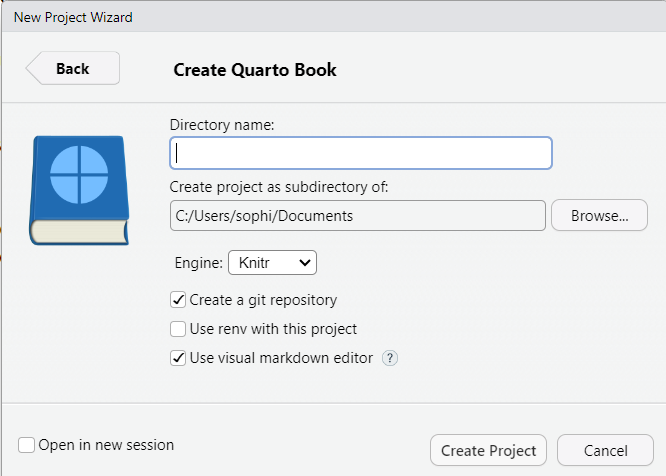 New Project Wizard
Back
Create Quarto Book
Directory name:
Create project as subdirectory of:
C:/Users/sophi/Documents
Browse...
Engine:
Knitr
Create a git repository
Use renv with this project
Use visual markdown editor ?
Open in new session
Create Project
Cancel